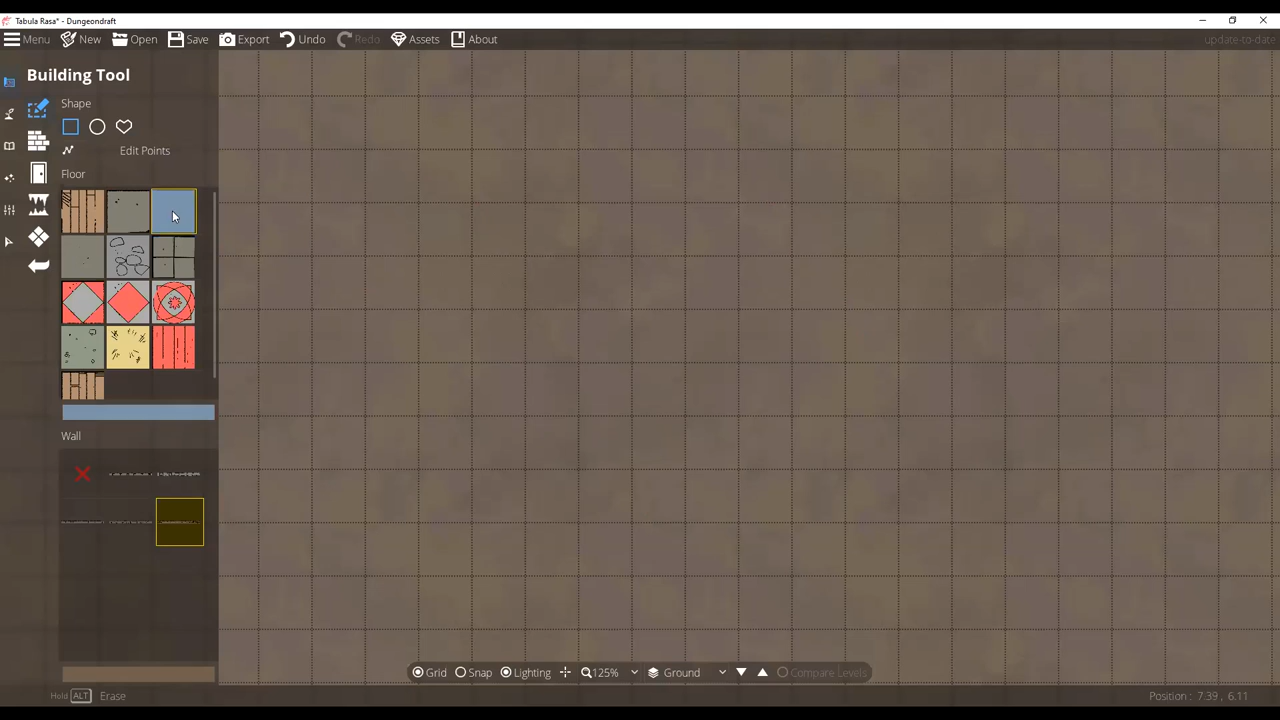 Tabula Rasa* - Dungeondraft
Menu New Open Save Export Undo Redo Assets About update-to-date
Building Tool
Shape
Edit Points
Floor
Wall
Grid Snap Lighting 125% Ground Compare Levels
Hold ALT Erase Position : 7.39, 6.11